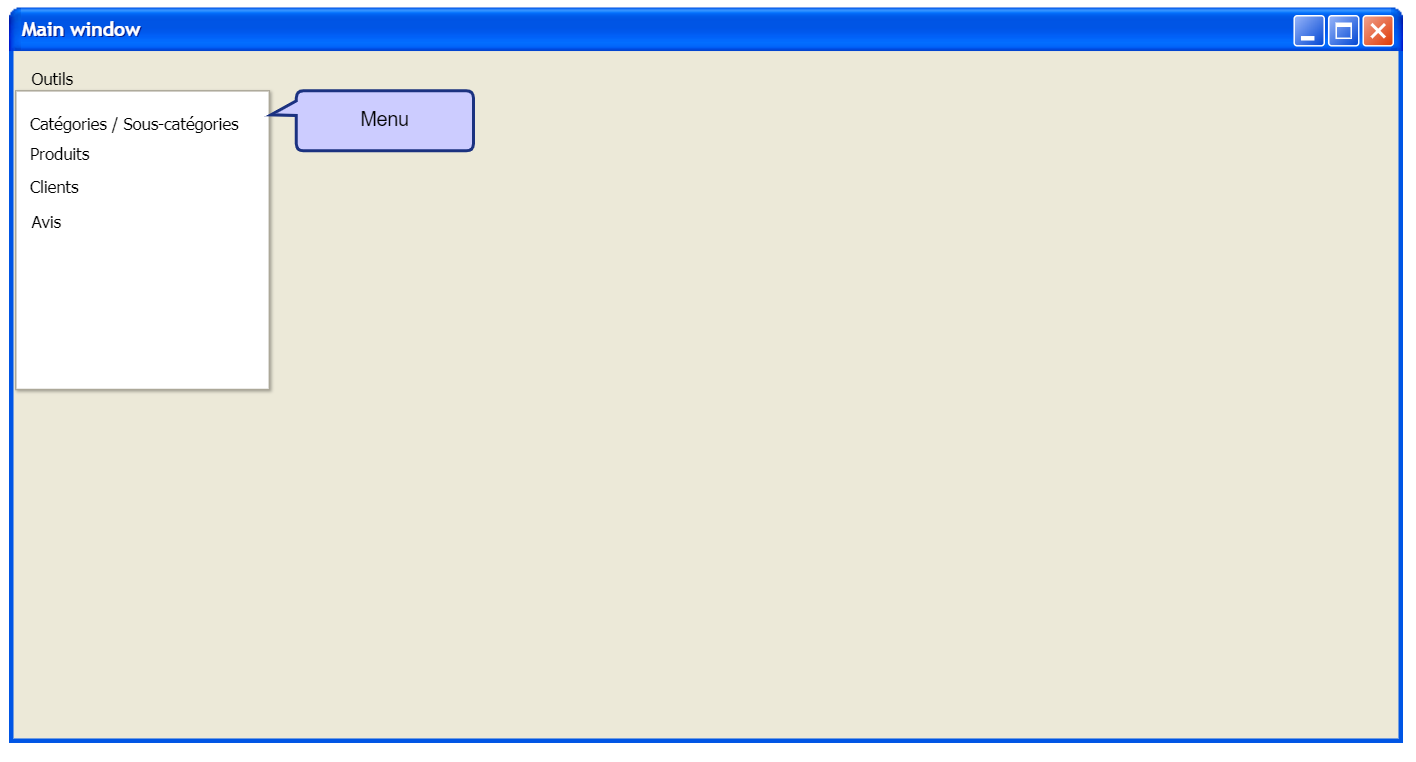 Main window
Outils
Catégories / Sous-catégories
Menu
Produits
Clients
Avis